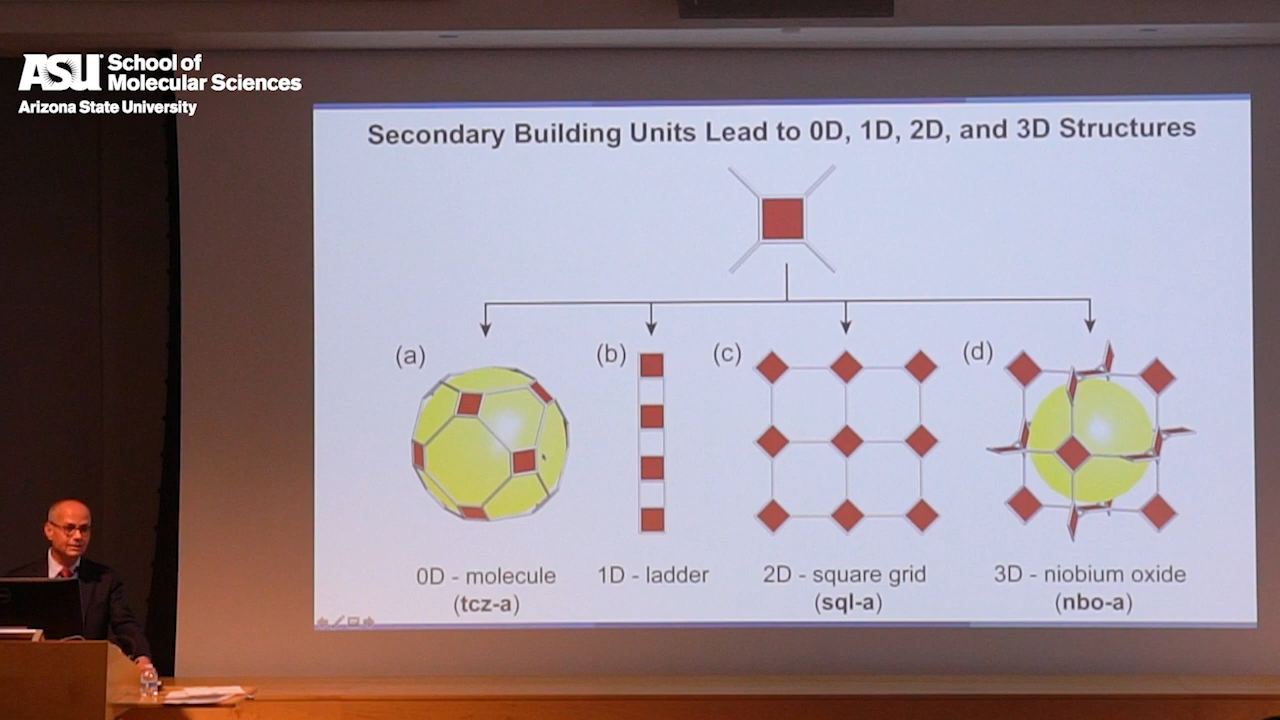 ASU School of
Molecular Sciences
Arizona State University
Secondary Building Units Lead to 0D, 1D, 2D, and 3D Structures
(a)
(b)
(c)
(d)
0D - molecule
(tcz-a)
1D - ladder
2D - square grid
(sql-a)
3D - niobium oxide
(nbo-a)